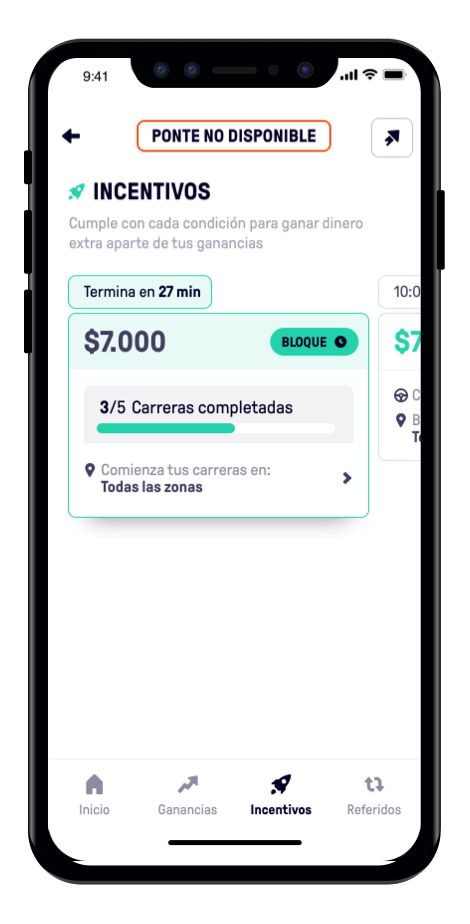 9:41
PONTE NO DISPONIBLE
INCENTIVOS
Cumple con cada condición para ganar dinero
extra aparte de tus ganancias
Termina en 27 min
$7.000
BLOQUE
3/5 Carreras completadas
Comienza tus carreras en:
Todas las zonas
10:0
$7
C
B
Inicio
Ganancias
Incentivos
Referidos